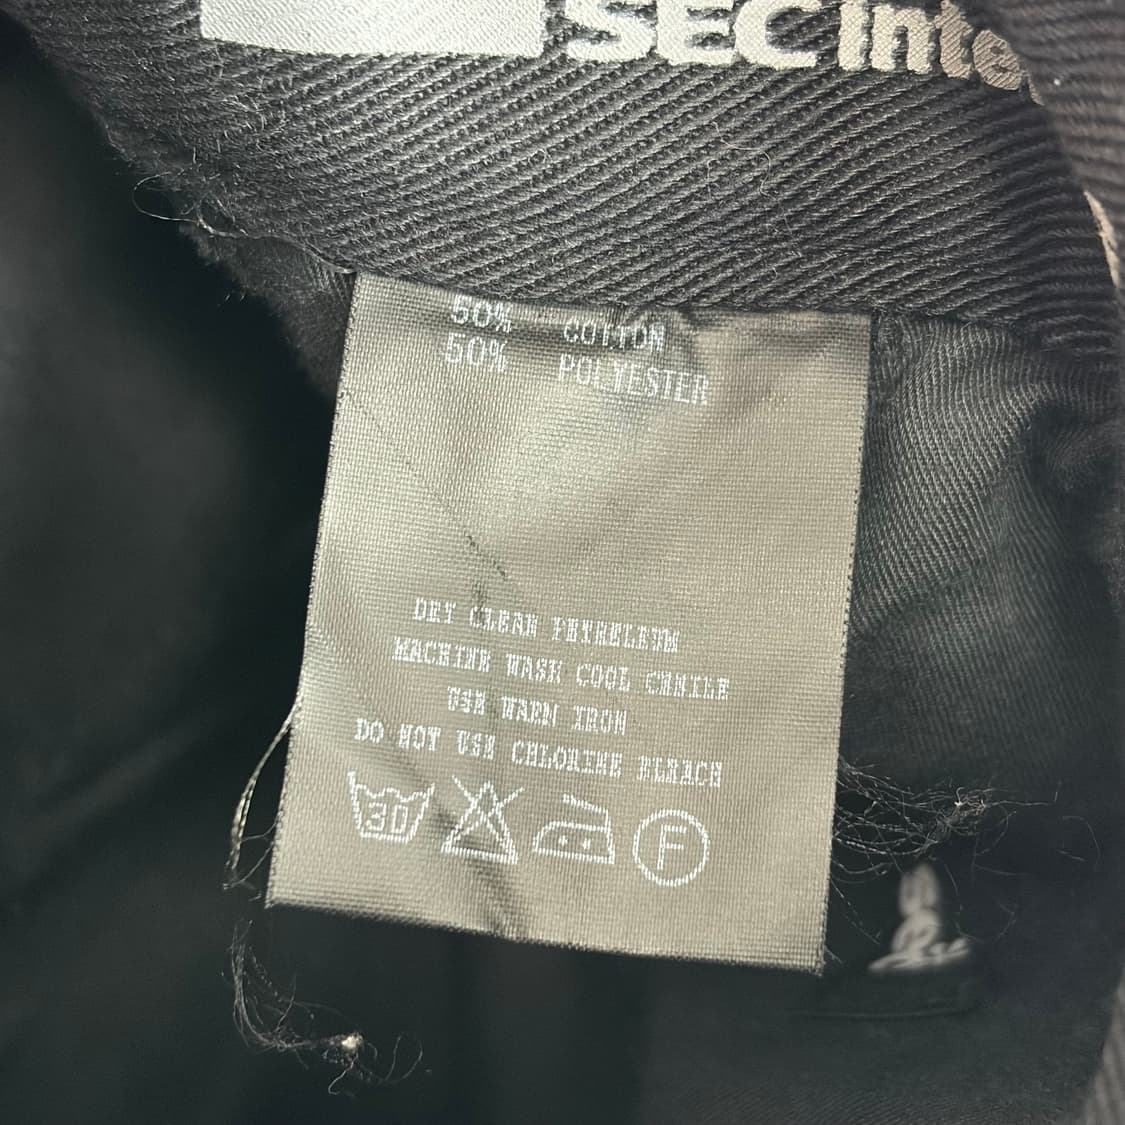 SEC Inte
50% COTTON
50% POLYESTER
DRY CLEAN PETROLEUM
MACHINE WASH COOL
USE WARM IRON
DO NOT USE CHLORINE BLEACH
30 F